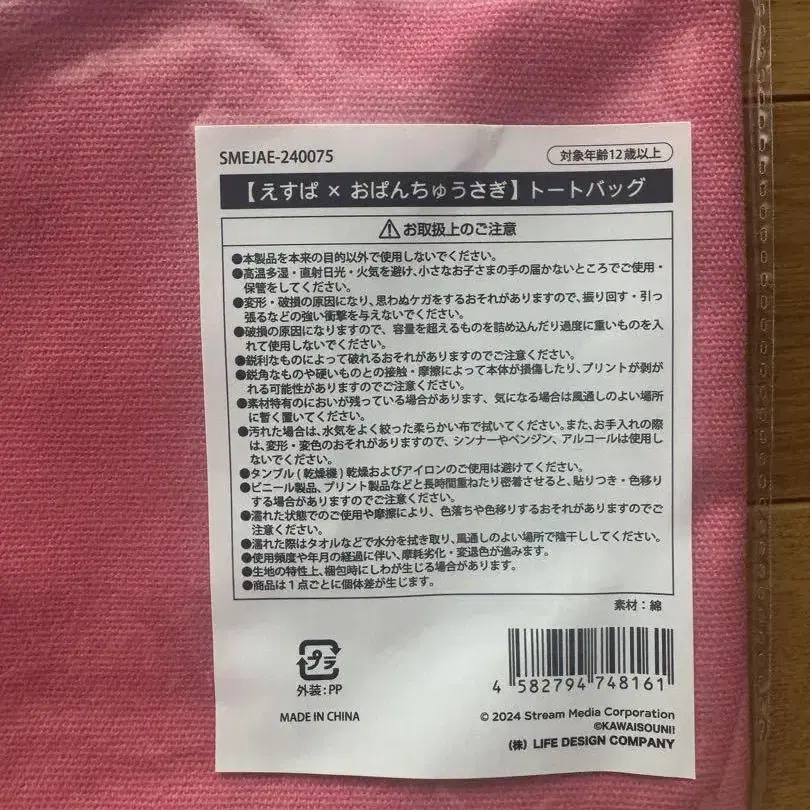 SMEJAE-240075
対象年齢12歳以上
【えすぱ × おぱんちゅうさぎ】トートバッグ
お取扱上のご注意
●本製品を本来の目的以外で使用しないでください。
●高温多湿・直射日光・火気を避け、小さなお子さまの手の届かないところでご使用・
保管をしてください。
●変形・破損の原因になり、思わぬケガをするおそれがありますので、振り回す・引っ
張るなどの強い衝撃を与えないでください。
●破損の原因になりますので、容量を超えるものを詰め込んだり過度に重いものを入
れて使用しないでください。
●鋭利なものによって破れるおそれがありますのでご注意ください。
●鋭角なものや硬いものとの接触・摩擦によって本体が損傷したり、プリントが剥が
れる可能性がありますのでご注意ください。
●素材特有のにおいが残っている場合があります、気になる場合は風通しのよい場所
に暫く置いてください。
●汚れた場合は、水気をよく絞った柔らかい布で拭いてください。また、お手入れの際
は、変形・変色のおそれがありますので、シンナーやベンジン、アルコールは使用し
ないでください。
●タンブル(乾燥機)乾燥およびアイロンのご使用は避けてください。
●ビニール製品、プリント製品などと長時間重ねたり密着させると、貼りつき・色移り
する場合がありますのでご注意ください。
●濡れた状態でのご使用や摩擦により、色落ちや色移りするおそれがありますのでご
注意ください。
●濡れた際はタオルなどで水分を拭き取り、風通しのよい場所で陰干ししてください。
●使用頻度や年月の経過に伴い、摩耗劣化・変退色が進みます。
●生地の特性上、梱包時にしわが生じる場合があります。
●商品は1点ごとに個体差が生じます。
素材：綿
プラ
外装：PP
MADE IN CHINA
4 582794 748161
© 2024 Stream Media Corporation
©KAWAISOUNI!
(株) LIFE DESIGN COMPANY